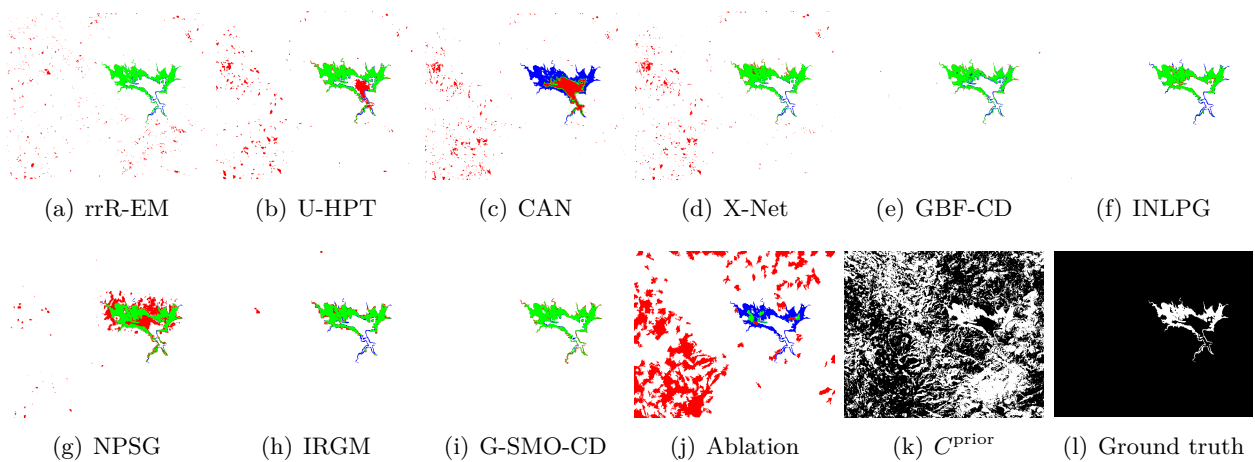 (a) rrR-EM (b) U-HPT (c) CAN (d) X-Net (e) GBF-CD (f) INLPG
(g) NPSG (h) IRGM (i) G-SMO-CD (j) Ablation (k) C^prior (l) Ground truth